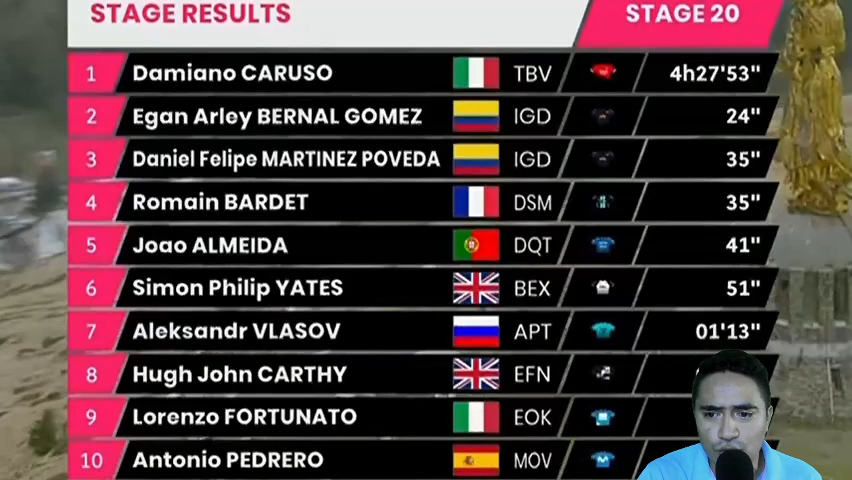 STAGE RESULTS STAGE 20
1 Damiano CARUSO TBV 4h27'53"
2 Egan Arley BERNAL GOMEZ IGD 24"
3 Daniel Felipe MARTINEZ POVEDA IGD 35"
4 Romain BARDET DSM 35"
5 Joao ALMEIDA DQT 41"
6 Simon Philip YATES BEX 51"
7 Aleksandr VLASOV APT 01'13"
8 Hugh John CARTHY EFN
9 Lorenzo FORTUNATO EOK
10 Antonio PEDRERO MOV